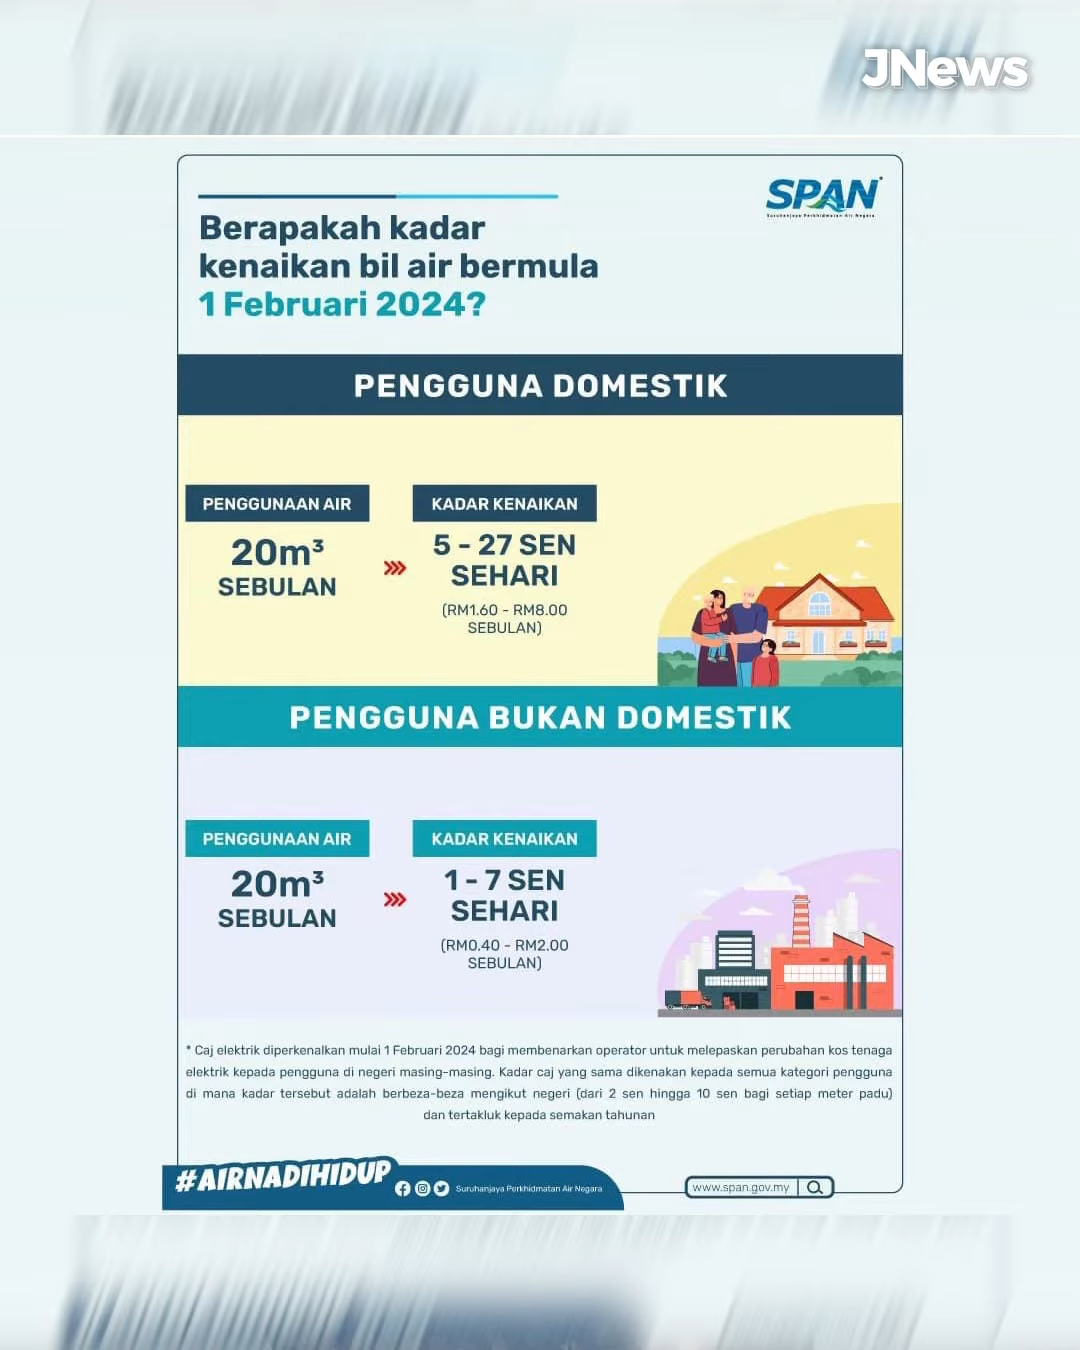 JNews
SPAN
Suruhanjaya Perkhidmatan Air Negara
Berapakah kadar
kenaikan bil air bermula
1 Februari 2024?
PENGGUNA DOMESTIK
PENGGUNAAN AIR
20m³
SEBULAN
KADAR KENAIKAN
5 - 27 SEN
SEHARI
(RM1.60 - RM8.00
SEBULAN)
PENGGUNA BUKAN DOMESTIK
PENGGUNAAN AIR
20m³
SEBULAN
KADAR KENAIKAN
1 - 7 SEN
SEHARI
(RM0.40 - RM2.00
SEBULAN)
* Caj elektrik diperkenalkan mulai 1 Februari 2024 bagi membenarkan operator untuk melepaskan perubahan kos tenaga
elektrik kepada pengguna di negeri masing-masing. Kadar caj yang sama dikenakan kepada semua kategori pengguna
di mana kadar tersebut adalah berbeza-beza mengikut negeri (dari 2 sen hingga 10 sen bagi setiap meter padu)
dan tertakluk kepada semakan tahunan
#AIRNADIHIDUP
Suruhanjaya Perkhidmatan Air Negara
www.span.gov.my